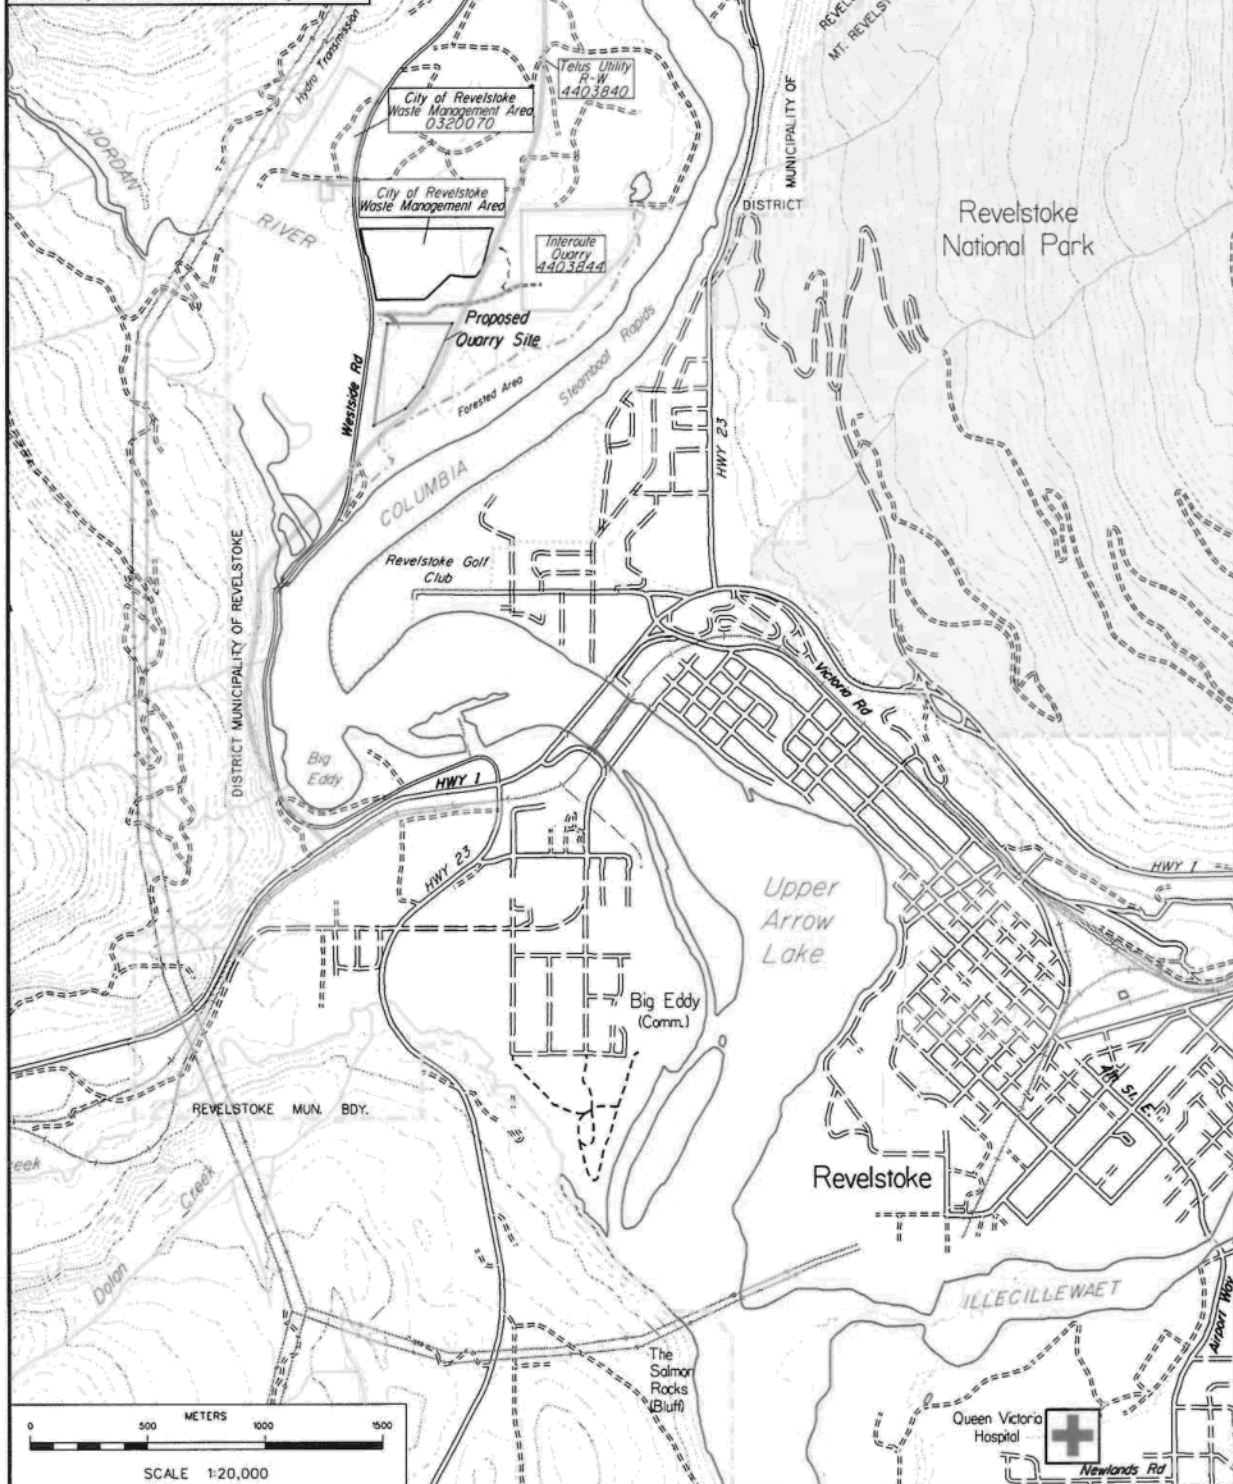 Hydro Transmission
Telus Utility
R-W
4403840
City of Revelstoke
Waste Management Area
0320070
MT. REVELST
DISTRICT
MUNICIPALITY OF
JORDAN
RIVER
City of Revelstoke
Waste Management Area
Revelstoke
National Park
Interoute
Quarry
4403844
Proposed
Quarry Site
Westside Rd
Forested Area
Steamboat Rapids
HWY 23
COLUMBIA
Revelstoke Golf
Club
DISTRICT MUNICIPALITY OF REVELSTOKE
Victoria Rd
Big
Eddy
HWY 1
HWY 23
HWY 1
Upper
Arrow
Lake
Big Eddy
(Comm.)
4th St. E.
REVELSTOKE MUN. BDY.
eek
Dolan Creek
Revelstoke
ILLECILLEWAET
Airport Way
The
Salmon
Rocks
(Bluff)
Queen Victoria
Hospital
Newlands Rd
METERS
0 500 1000 1500
SCALE 1:20,000